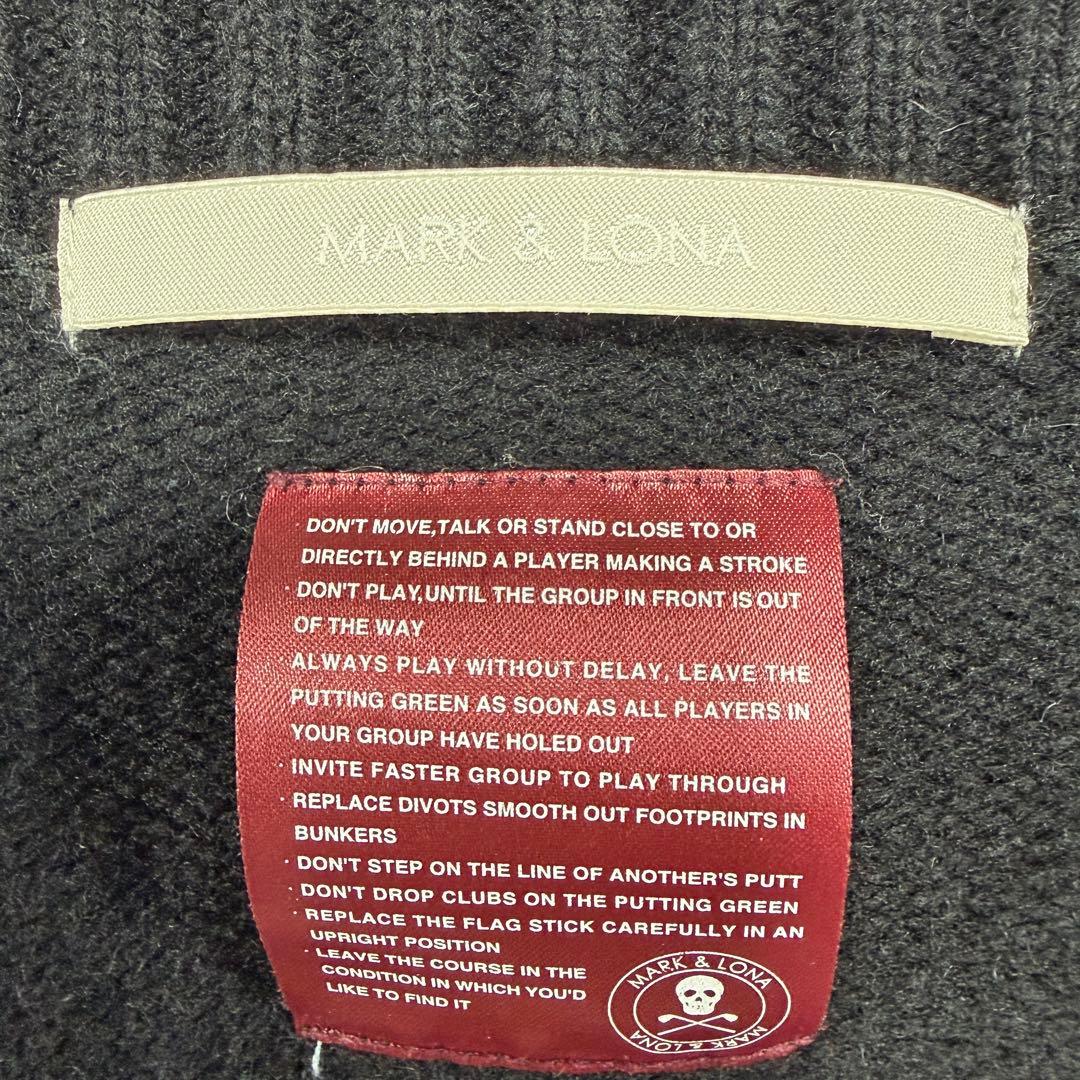 MARK & LONA
· DON'T MOVE,TALK OR STAND CLOSE TO OR
DIRECTLY BEHIND A PLAYER MAKING A STROKE
· DON'T PLAY,UNTIL THE GROUP IN FRONT IS OUT
OF THE WAY
· ALWAYS PLAY WITHOUT DELAY, LEAVE THE
PUTTING GREEN AS SOON AS ALL PLAYERS IN
YOUR GROUP HAVE HOLED OUT
· INVITE FASTER GROUP TO PLAY THROUGH
· REPLACE DIVOTS SMOOTH OUT FOOTPRINTS IN
BUNKERS
· DON'T STEP ON THE LINE OF ANOTHER'S PUTT
· DON'T DROP CLUBS ON THE PUTTING GREEN
· REPLACE THE FLAG STICK CAREFULLY IN AN
UPRIGHT POSITION
· LEAVE THE COURSE IN THE
CONDITION IN WHICH YOU'D
LIKE TO FIND IT
MARK & LONA
MARK & LONA